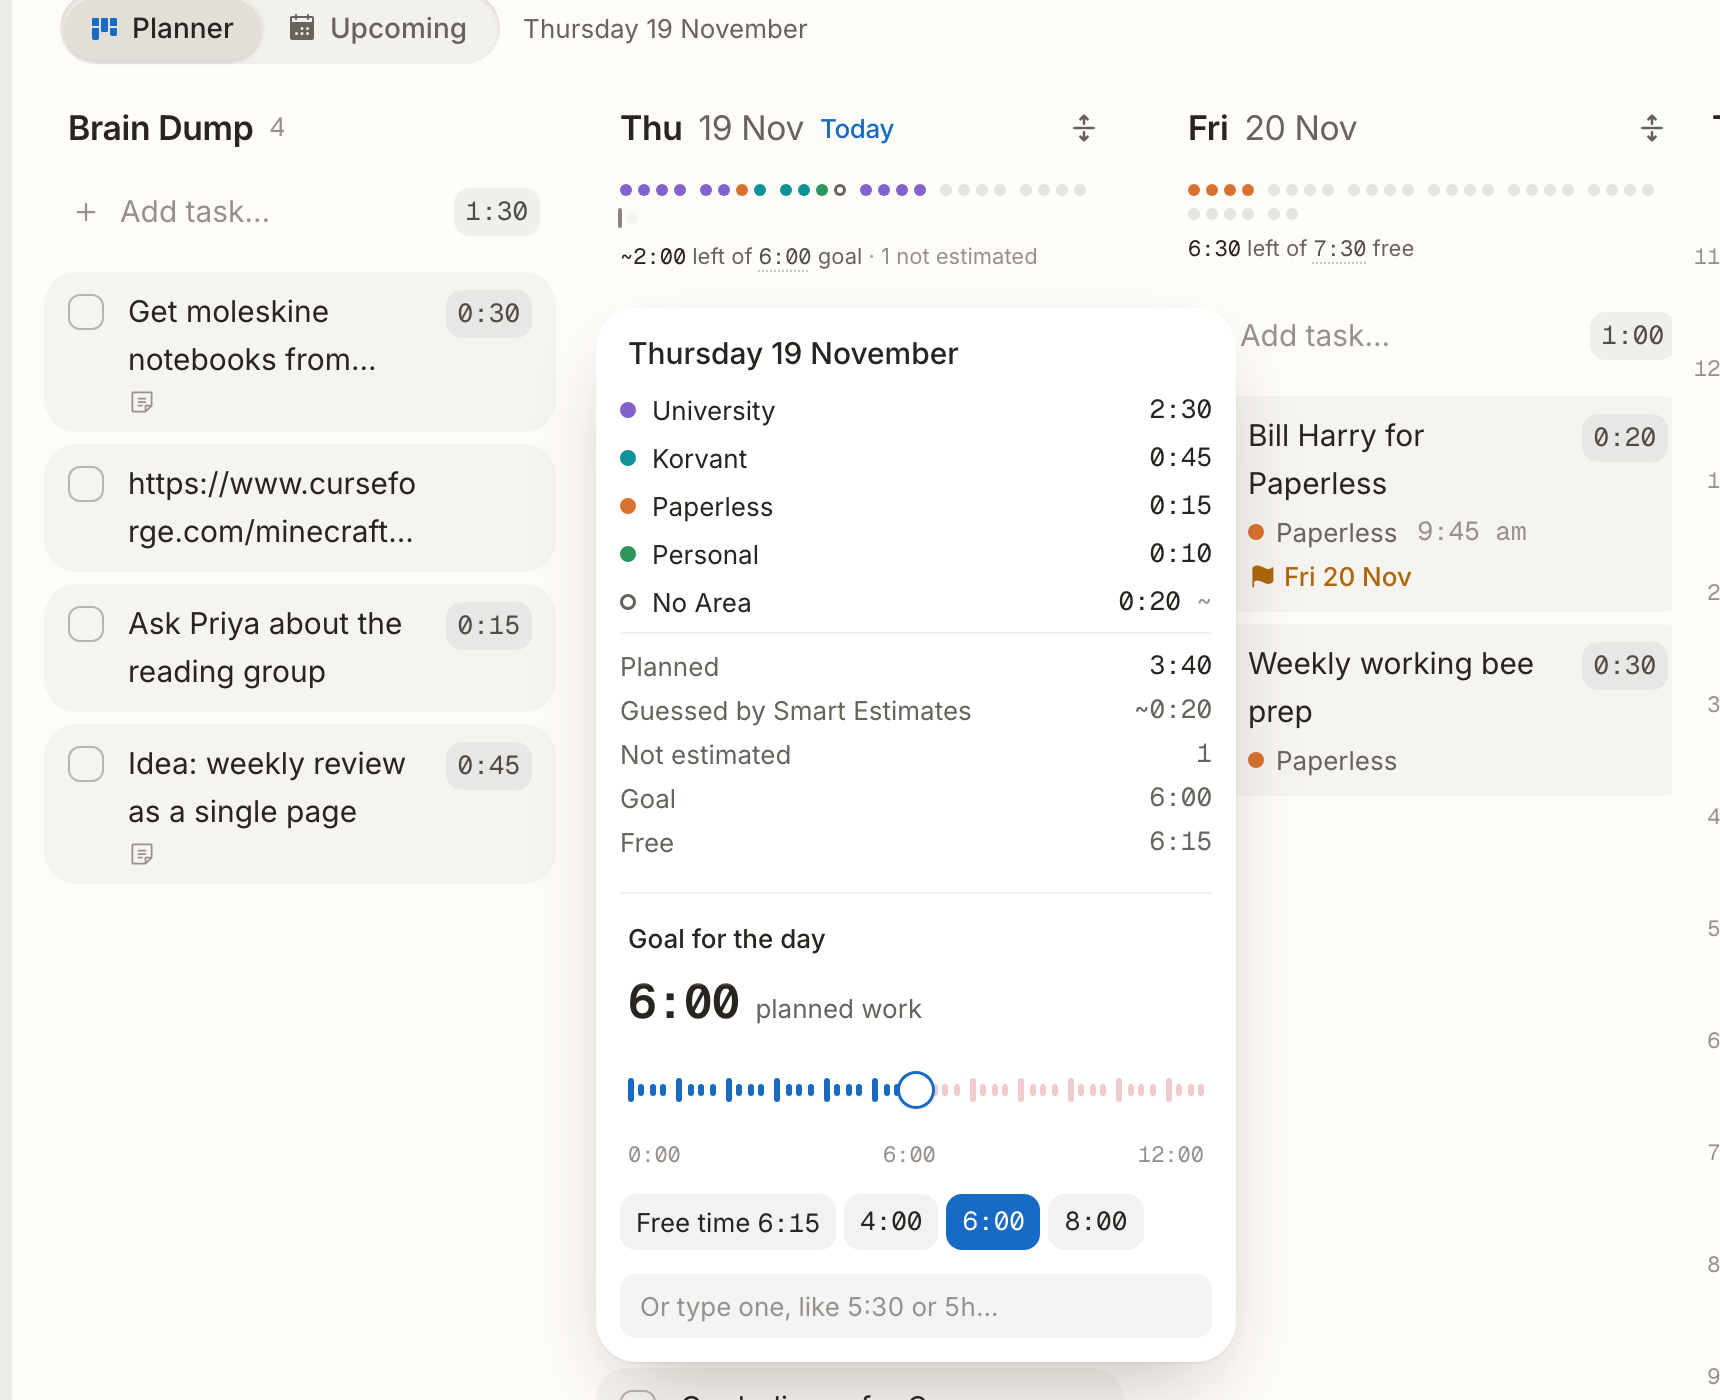 Planner
Upcoming
Thursday 19 November
Brain Dump 4
Add task...
1:30
Get moleskine
notebooks from...
0:30
https://www.cursefo
rge.com/minecraft...
Ask Priya about the
reading group
0:15
Idea: weekly review
as a single page
0:45
Thu 19 Nov Today
~2:00 left of 6:00 goal · 1 not estimated
Thursday 19 November
University 2:30
Korvant 0:45
Paperless 0:15
Personal 0:10
No Area 0:20 ~
Planned 3:40
Guessed by Smart Estimates ~0:20
Not estimated 1
Goal 6:00
Free 6:15
Goal for the day
6:00 planned work
0:00 6:00 12:00
Free time 6:15
4:00
6:00
8:00
Or type one, like 5:30 or 5h...
Fri 20 Nov
6:30 left of 7:30 free
Add task...
1:00
Bill Harry for
Paperless
0:20
Paperless 9:45 am
Fri 20 Nov
Weekly working bee
prep
0:30
Paperless
11
12
1
2
3
4
5
6
7
8
9